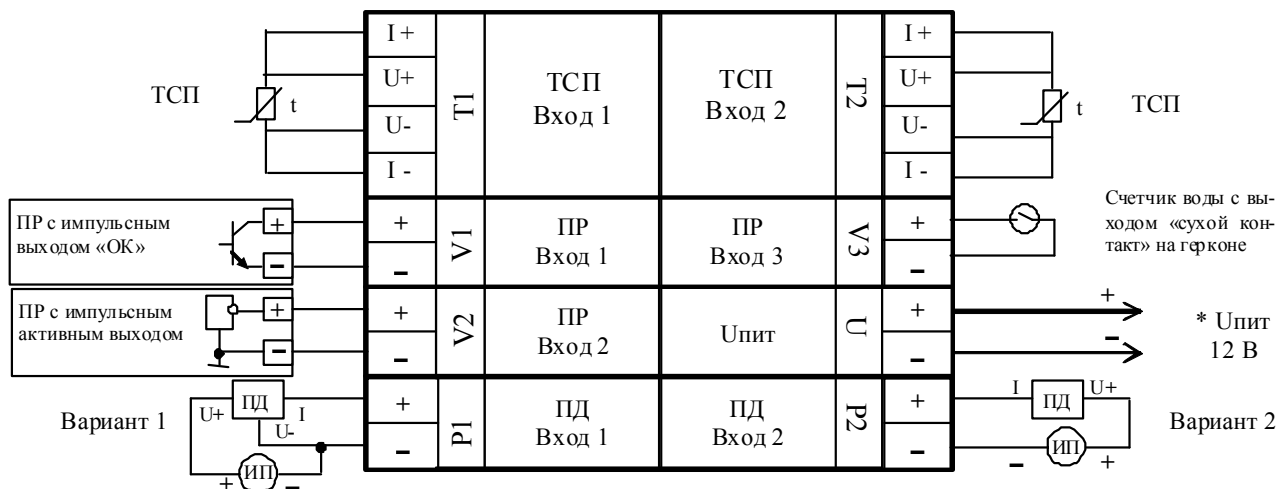 ТСП
t
I +
U+
U-
I -
T1
ТСП
Вход 1
ТСП
Вход 2
T2
I +
U+
U-
I -
t
ТСП
ПР с импульсным
выходом «ОК»
+
-
+
-
V1
ПР
Вход 1
ПР
Вход 3
V3
+
-
Счетчик воды с вы-
ходом «сухой кон-
такт» на герконе
ПР с импульсным
активным выходом
+
-
+
-
V2
ПР
Вход 2
Uпит
U
+
-
+
-
* Uпит
12 В
Вариант 1
U+
ПД
I
U-
+
ИП
-
+
-
P1
ПД
Вход 1
ПД
Вход 2
P2
+
-
I
ПД
U+
-
ИП
+
Вариант 2